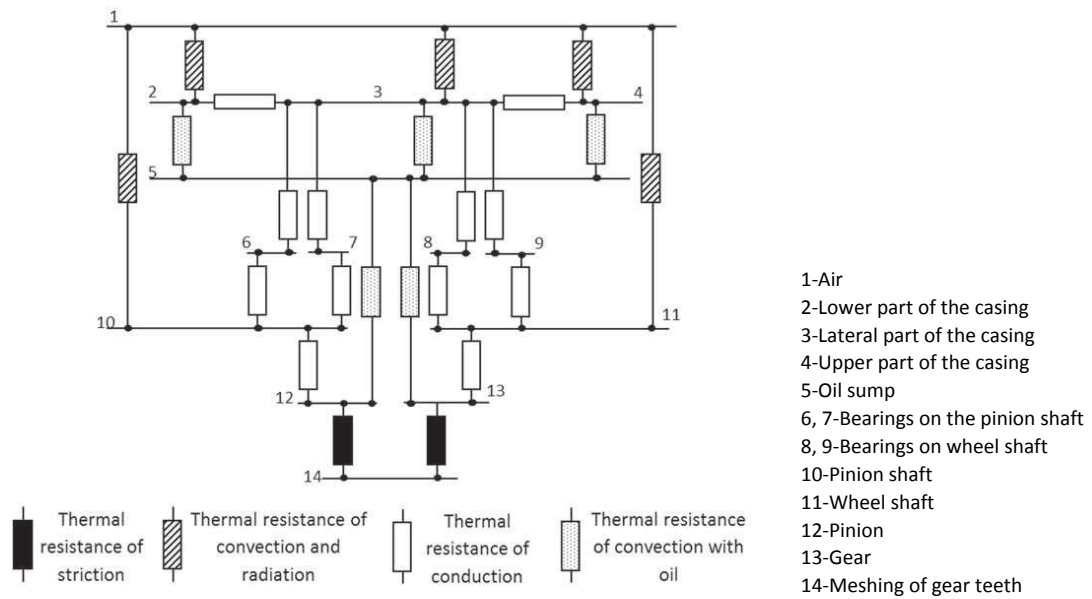 1
2
3
4
5
6
7
8
9
10
11
12
13
14
Thermal
resistance of
striction
Thermal resistance of
convection and
radiation
Thermal
resistance of
conduction
Thermal resistance
of convection with
oil
1-Air
2-Lower part of the casing
3-Lateral part of the casing
4-Upper part of the casing
5-Oil sump
6, 7-Bearings on the pinion shaft
8, 9-Bearings on wheel shaft
10-Pinion shaft
11-Wheel shaft
12-Pinion
13-Gear
14-Meshing of gear teeth